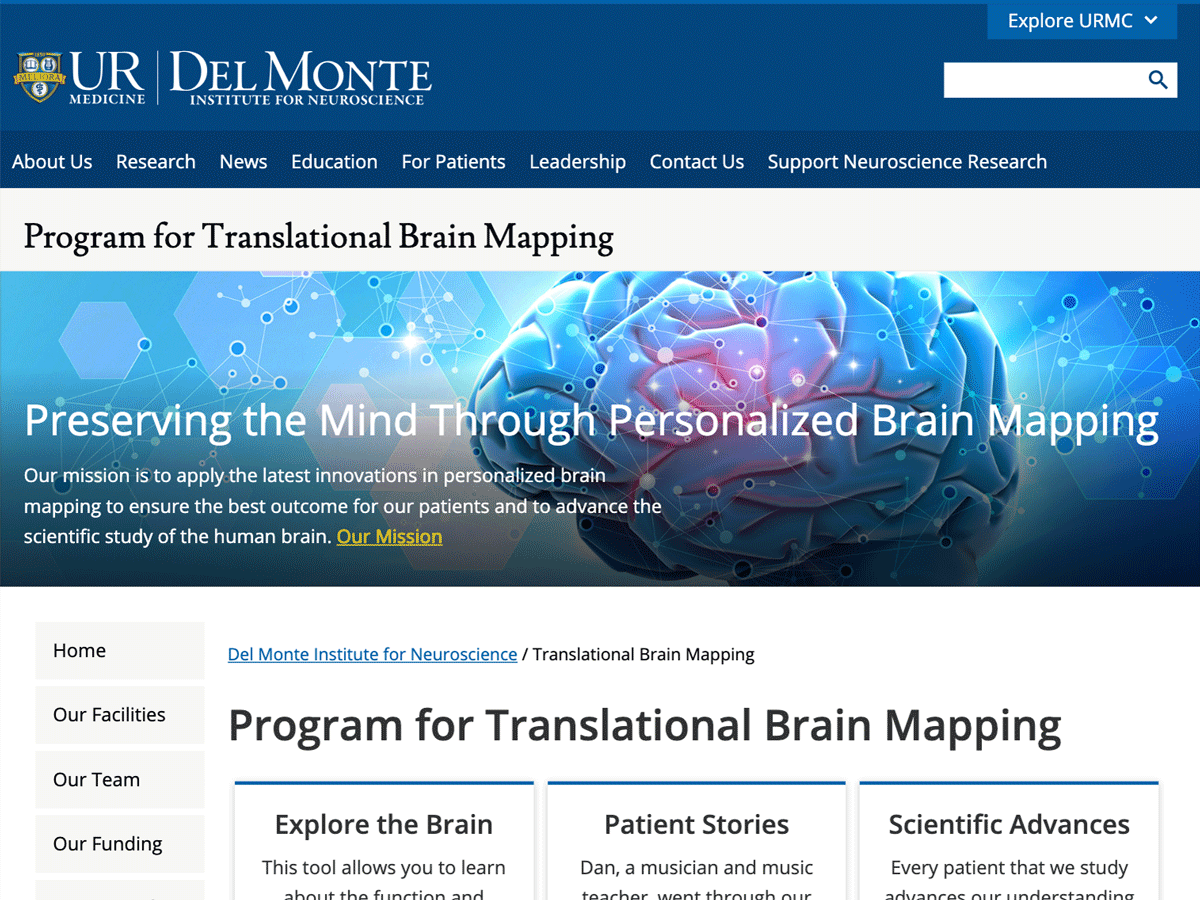 Explore URMC
MELIORA
UR
MEDICINE
DEL MONTE
INSTITUTE FOR NEUROSCIENCE
About Us Research News Education For Patients Leadership Contact Us Support Neuroscience Research
Program for Translational Brain Mapping
Preserving the Mind Through Personalized Brain Mapping
Our mission is to apply the latest innovations in personalized brain
mapping to ensure the best outcome for our patients and to advance the
scientific study of the human brain. Our Mission
Home
Our Facilities
Our Team
Our Funding
Del Monte Institute for Neuroscience / Translational Brain Mapping
Program for Translational Brain Mapping
Explore the Brain
This tool allows you to learn
about the function and
Patient Stories
Dan, a musician and music
teacher, went through our
Scientific Advances
Every patient that we study
advances our understanding